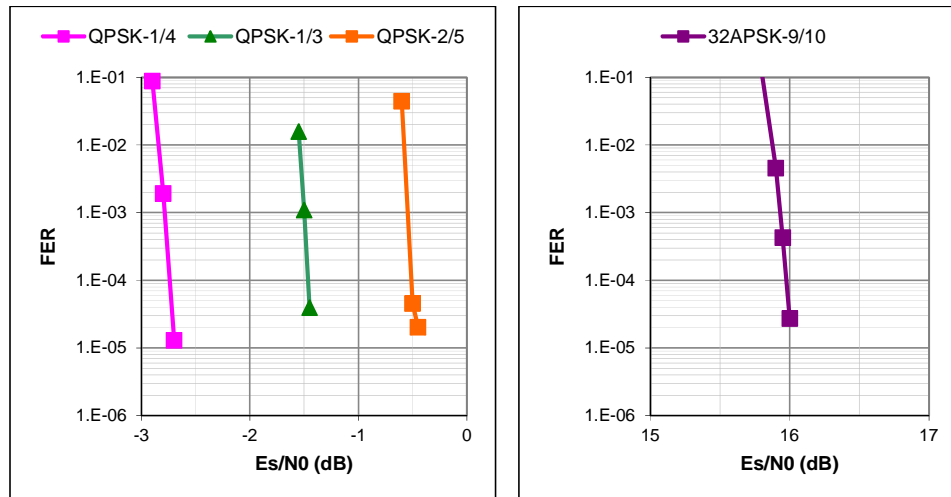 QPSK-1/4 QPSK-1/3 QPSK-2/5
1.E-01
1.E-02
1.E-03
1.E-04
1.E-05
1.E-06
FER
-3 -2 -1 0
Es/N0 (dB)
32APSK-9/10
1.E-01
1.E-02
1.E-03
1.E-04
1.E-05
1.E-06
FER
15 16 17
Es/N0 (dB)